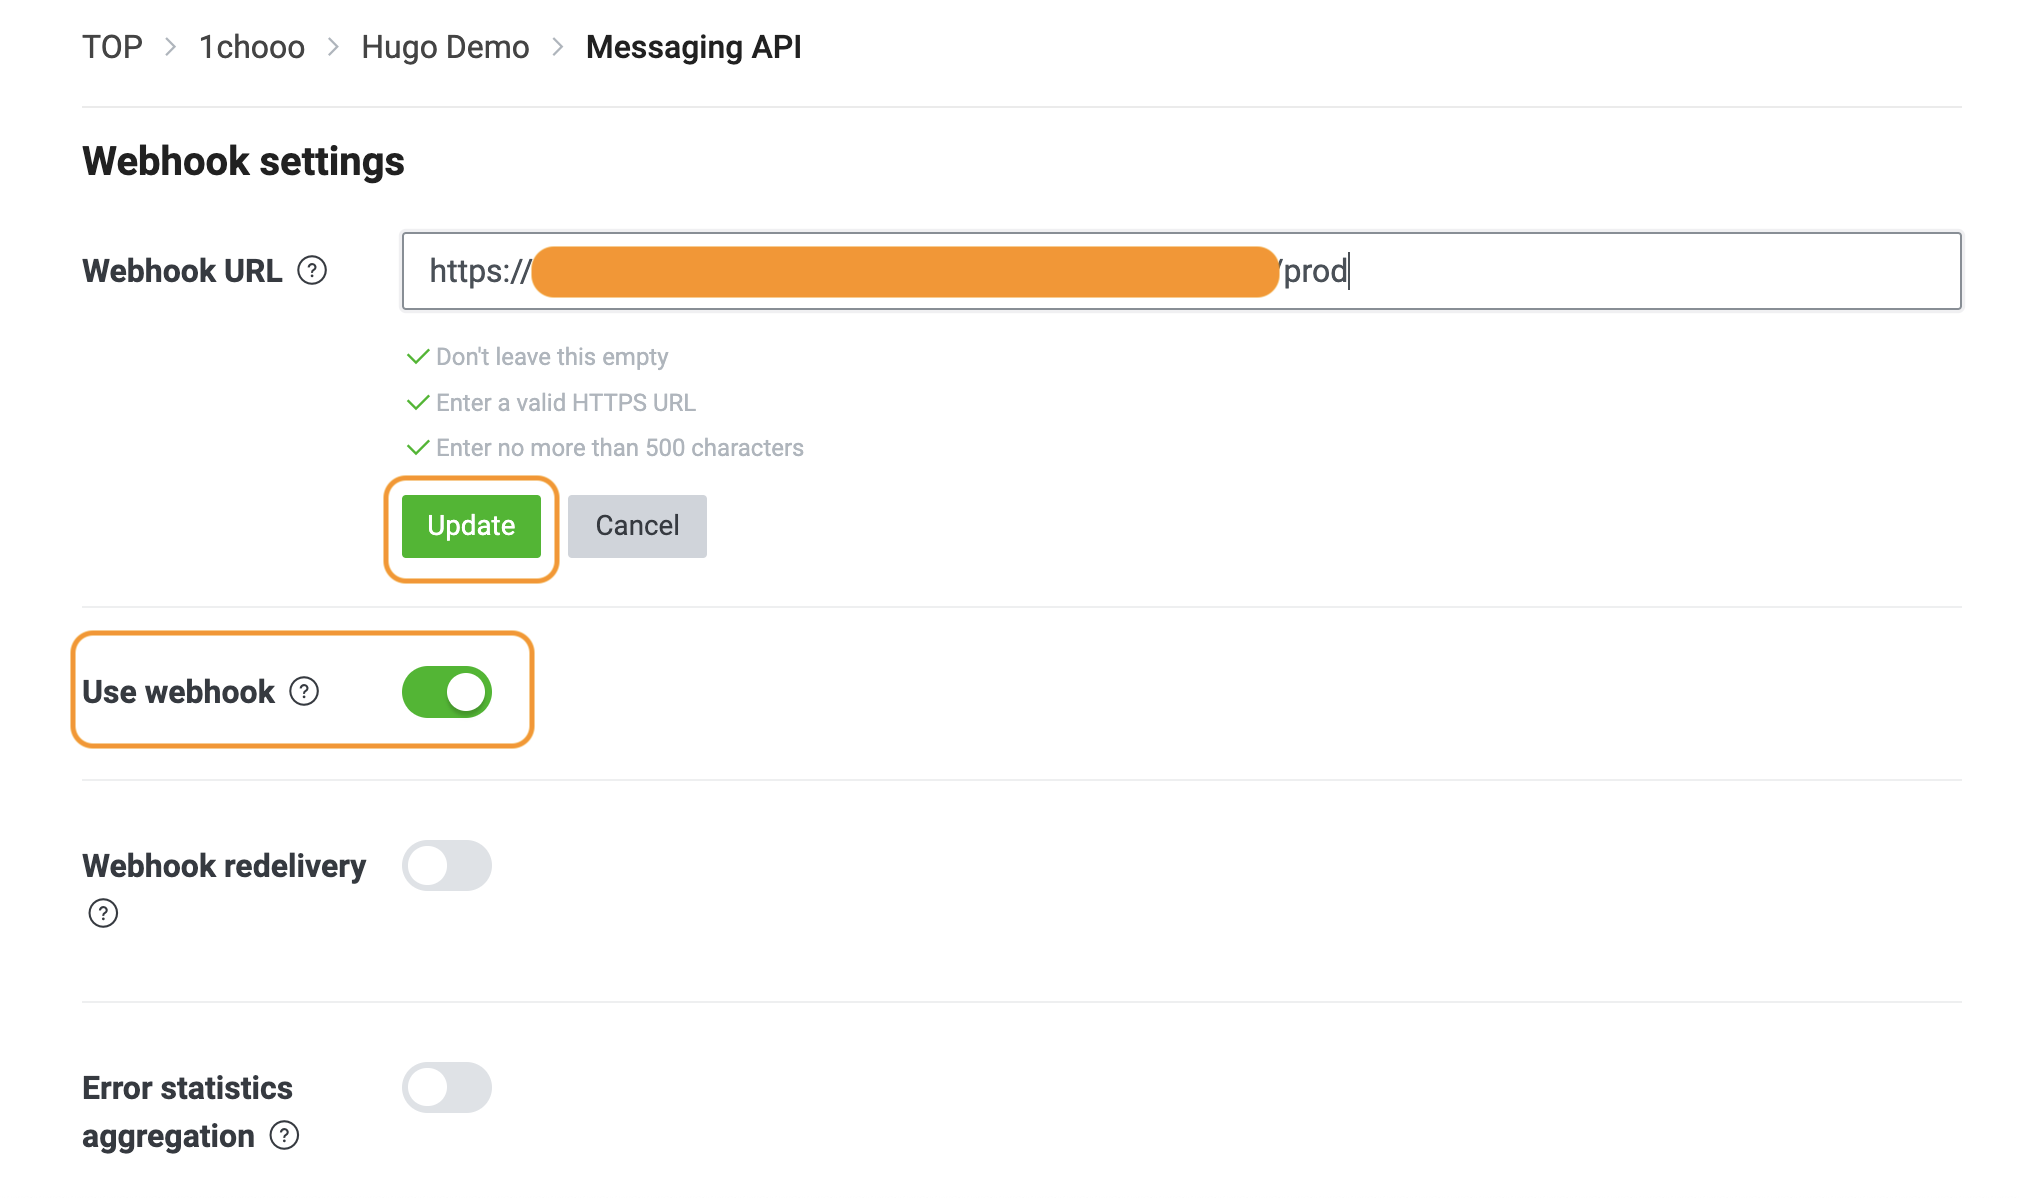 TOP > 1chooo > Hugo Demo > Messaging API
Webhook settings
Webhook URL ? https:// /prod
Don't leave this empty
Enter a valid HTTPS URL
Enter no more than 500 characters
Update Cancel
Use webhook ?
Webhook redelivery
?
Error statistics
aggregation ?